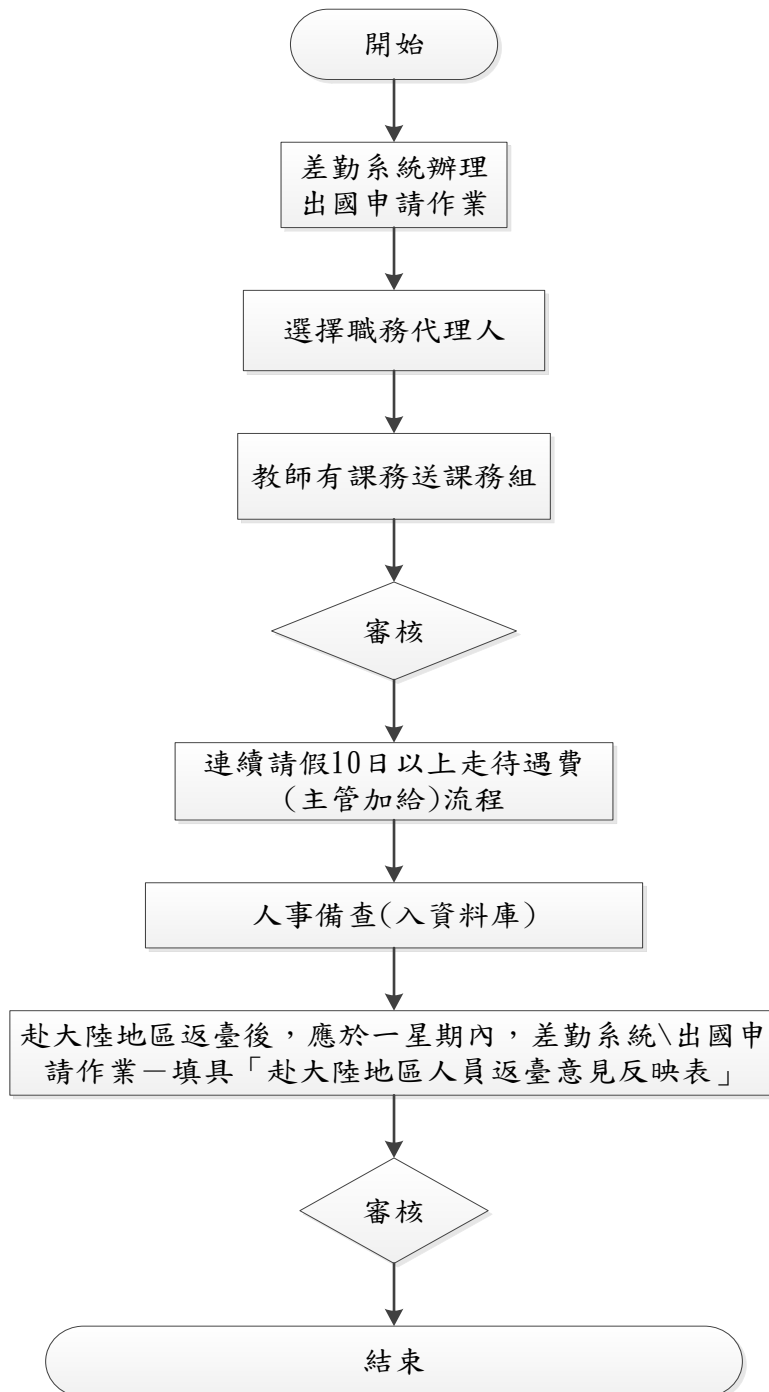 開始
差勤系統辦理
出國申請作業
選擇職務代理人
教師有課務送課務組
審核
連續請假10日以上走待遇費
(主管加給)流程
人事備查(入資料庫)
赴大陸地區返臺後，應於一星期內，差勤系統\出國申
請作業－填具「赴大陸地區人員返臺意見反映表」
審核
結束